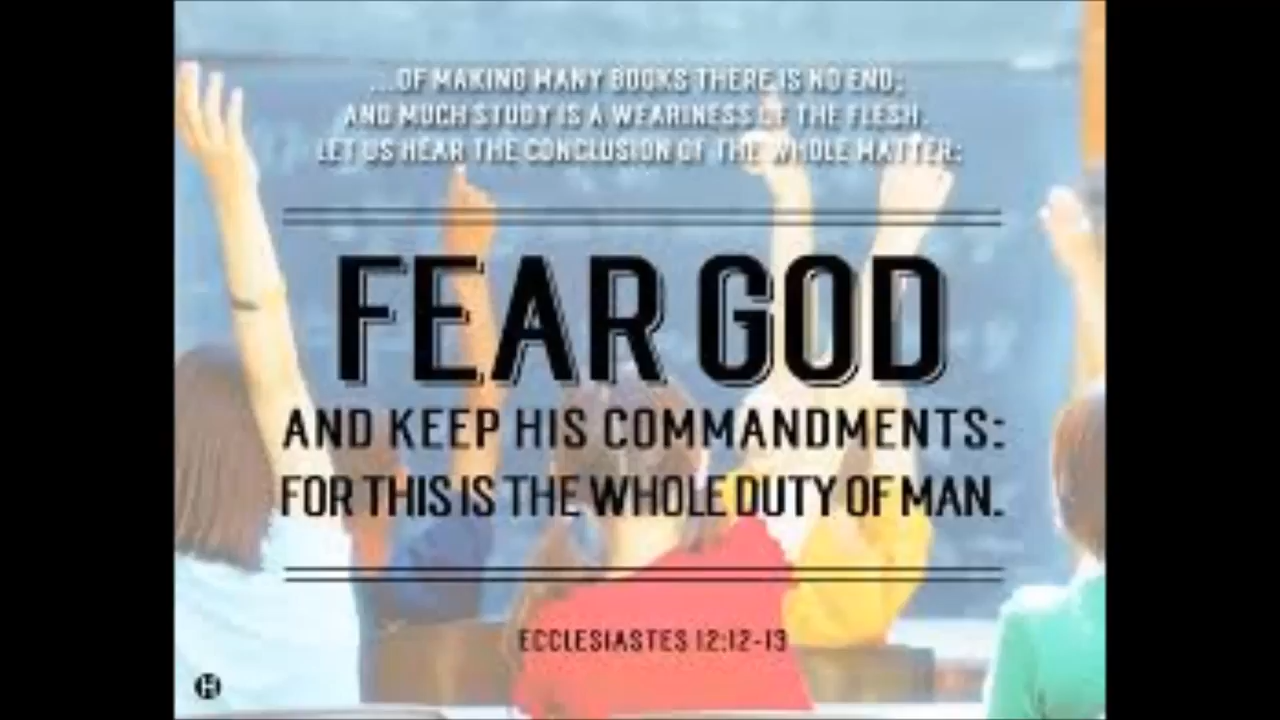 ...OF MAKING MANY BOOKS THERE IS NO END;
AND MUCH STUDY IS A WEARINESS OF THE FLESH.
LET US HEAR THE CONCLUSION OF THE WHOLE MATTER:
FEAR GOD
AND KEEP HIS COMMANDMENTS:
FOR THIS IS THE WHOLE DUTY OF MAN.
ECCLESIASTES 12:12-13
H